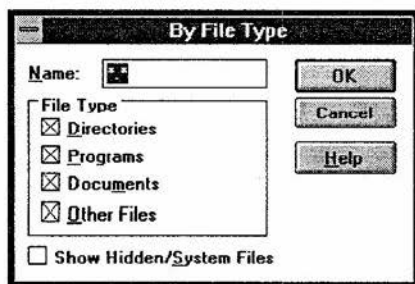 By File Type
Name: *.*
OK
File Type
Cancel
Directories
Programs
Help
Documents
Other Files
Show Hidden/System Files